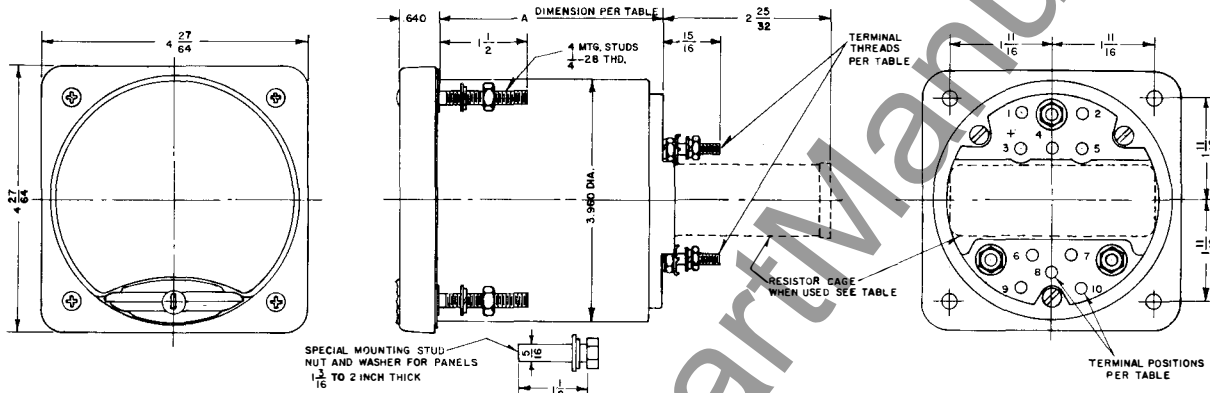 4 27/64
4 27/64
.640
A
DIMENSION PER TABLE
2 25/32
1 1/2
4 MTG. STUDS
1/4-28 THD.
15/16
TERMINAL
THREADS
PER TABLE
3.960 DIA.
RESISTOR CAGE
WHEN USED SEE TABLE
SPECIAL MOUNTING STUD
NUT AND WASHER FOR PANELS
1 3/16 TO 2 INCH THICK
5/16
1 11/16
1 11/16
1
2
+
4
3
5
6
7
8
9
10
TERMINAL POSITIONS
PER TABLE